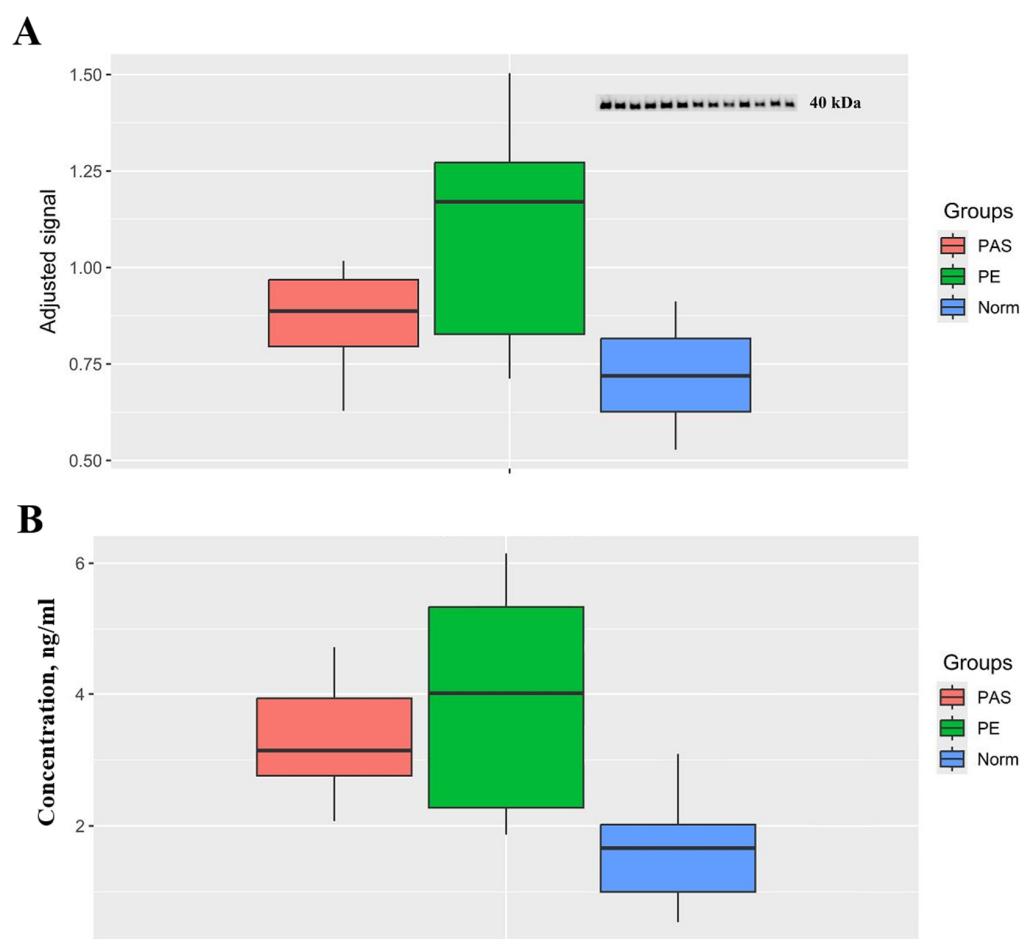 A
1.50
40 kDa
1.25
Adjusted signal
1.00
0.75
0.50
Groups
PAS
PE
Norm
B
6
4
2
Concentration, ng/ml
Groups
PAS
PE
Norm